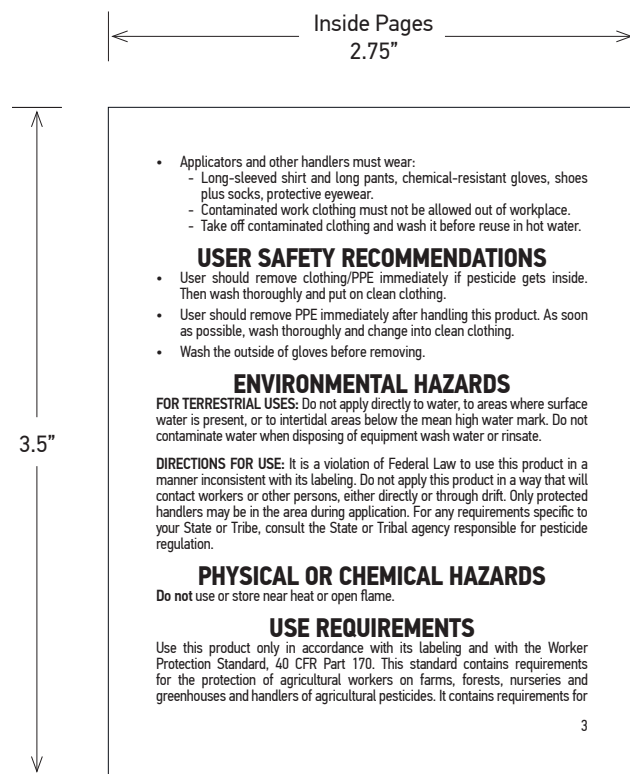 Inside Pages
2.75”
3.5”
• Applicators and other handlers must wear:
- Long-sleeved shirt and long pants, chemical-resistant gloves, shoes
plus socks, protective eyewear.
- Contaminated work clothing must not be allowed out of workplace.
- Take off contaminated clothing and wash it before reuse in hot water.
USER SAFETY RECOMMENDATIONS
• User should remove clothing/PPE immediately if pesticide gets inside.
Then wash thoroughly and put on clean clothing.
• User should remove PPE immediately after handling this product. As soon
as possible, wash thoroughly and change into clean clothing.
• Wash the outside of gloves before removing.
ENVIRONMENTAL HAZARDS
FOR TERRESTRIAL USES: Do not apply directly to water, to areas where surface
water is present, or to intertidal areas below the mean high water mark. Do not
contaminate water when disposing of equipment wash water or rinsate.
DIRECTIONS FOR USE: It is a violation of Federal Law to use this product in a
manner inconsistent with its labeling. Do not apply this product in a way that will
contact workers or other persons, either directly or through drift. Only protected
handlers may be in the area during application. For any requirements specific to
your State or Tribe, consult the State or Tribal agency responsible for pesticide
regulation.
PHYSICAL OR CHEMICAL HAZARDS
Do not use or store near heat or open flame.
USE REQUIREMENTS
Use this product only in accordance with its labeling and with the Worker
Protection Standard, 40 CFR Part 170. This standard contains requirements
for the protection of agricultural workers on farms, forests, nurseries and
greenhouses and handlers of agricultural pesticides. It contains requirements for
3